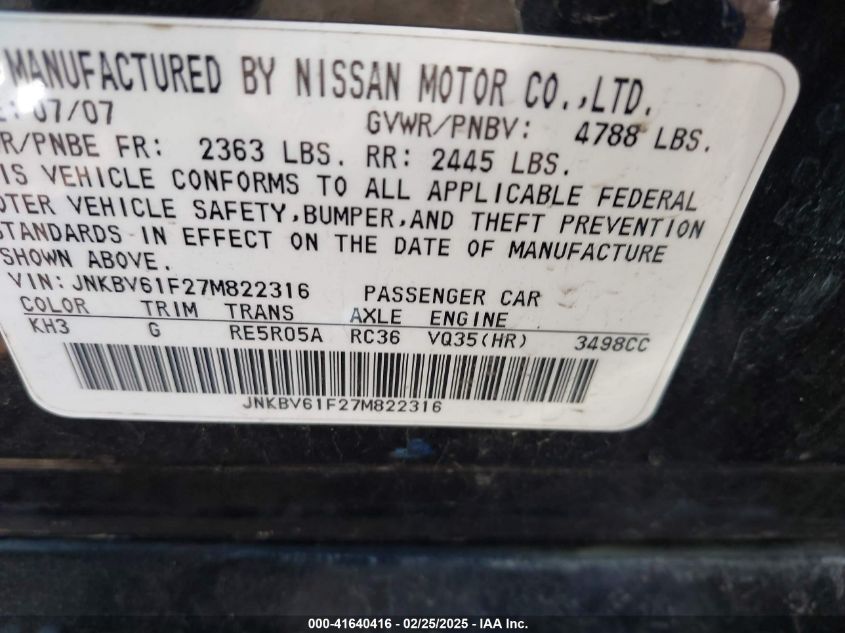 MANUFACTURED BY NISSAN MOTOR CO.,LTD.
E: 07/07 GVWR/PNBV: 4788 LBS.
R/PNBE FR: 2363 LBS. RR: 2445 LBS.
IS VEHICLE CONFORMS TO ALL APPLICABLE FEDERAL
OTER VEHICLE SAFETY,BUMPER,AND THEFT PREVENTION
STANDARDS IN EFFECT ON THE DATE OF MANUFACTURE
SHOWN ABOVE.
VIN: JNKBV61F27M822316 PASSENGER CAR
COLOR TRIM TRANS AXLE ENGINE
KH3 G RE5R05A RC36 VQ35(HR) 3498CC
JNKBV61F27M822316
000-41640416 - 02/25/2025 - IAA Inc.